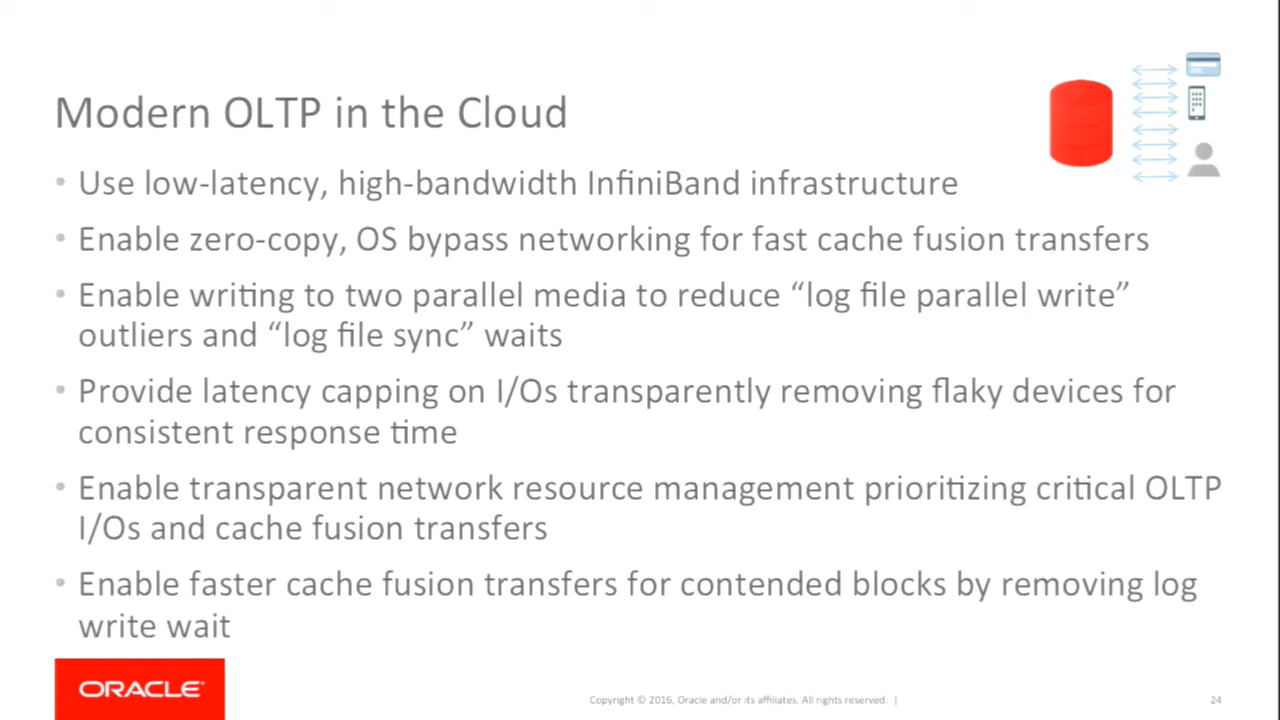 Modern OLTP in the Cloud
• Use low-latency, high-bandwidth InfiniBand infrastructure
• Enable zero-copy, OS bypass networking for fast cache fusion transfers
• Enable writing to two parallel media to reduce “log file parallel write”
outliers and “log file sync” waits
• Provide latency capping on I/Os transparently removing flaky devices for
consistent response time
• Enable transparent network resource management prioritizing critical OLTP
I/Os and cache fusion transfers
• Enable faster cache fusion transfers for contended blocks by removing log
write wait
ORACLE®
Copyright © 2016, Oracle and/or its affiliates. All rights reserved. |
24